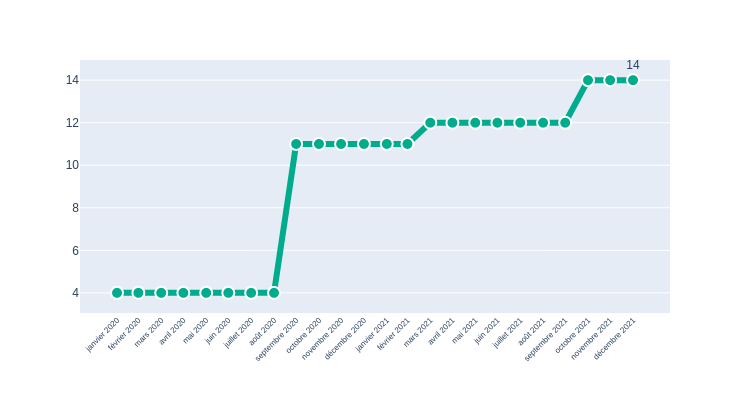 14
14
12
10
8
6
4
janvier 2020
février 2020
mars 2020
avril 2020
mai 2020
juin 2020
juillet 2020
août 2020
septembre 2020
octobre 2020
novembre 2020
décembre 2020
janvier 2021
février 2021
mars 2021
avril 2021
mai 2021
juin 2021
juillet 2021
août 2021
septembre 2021
octobre 2021
novembre 2021
décembre 2021